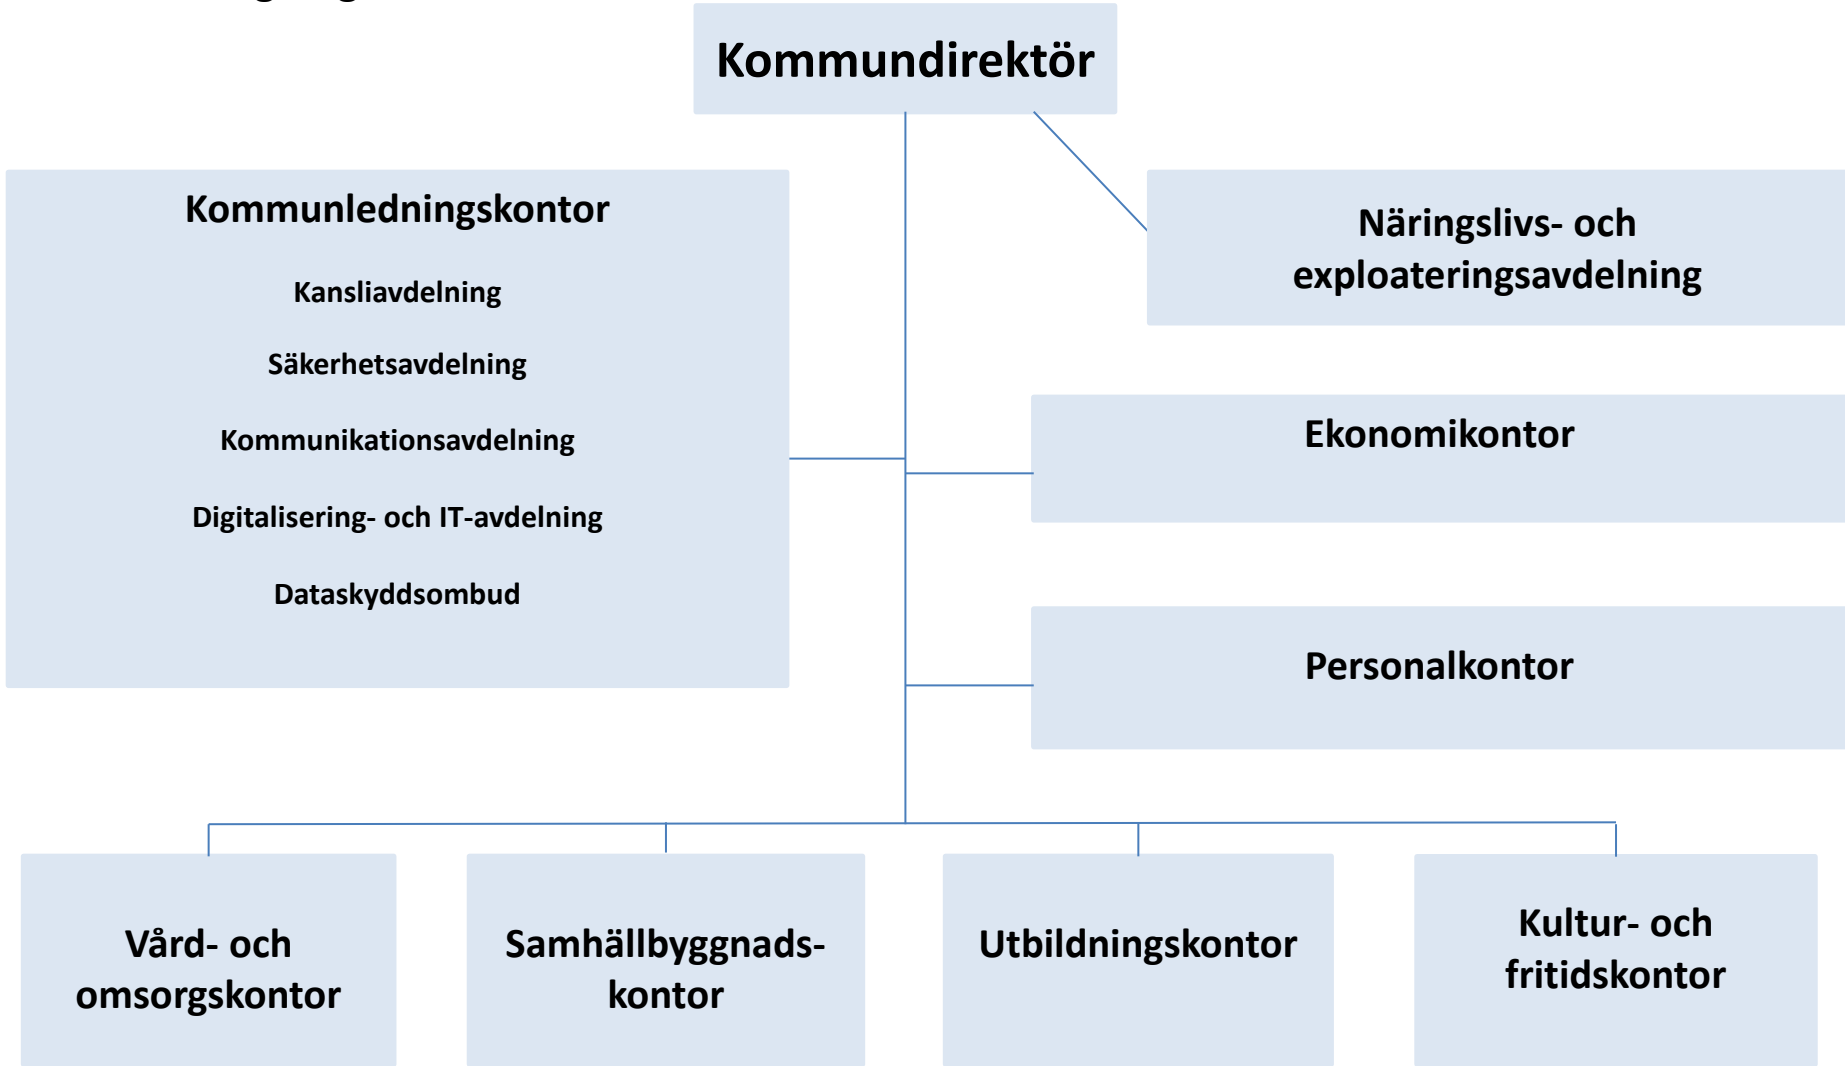 Kommundirektör
Kommunledningskontor
Kansliavdelning
Säkerhetsavdelning
Kommunikationsavdelning
Digitalisering- och IT-avdelning
Dataskyddsombud
Näringslivs- och
exploateringsavdelning
Ekonomikontor
Personalkontor
Vård- och
omsorgskontor
Samhällbyggnads-
kontor
Utbildningskontor
Kultur- och
fritidskontor